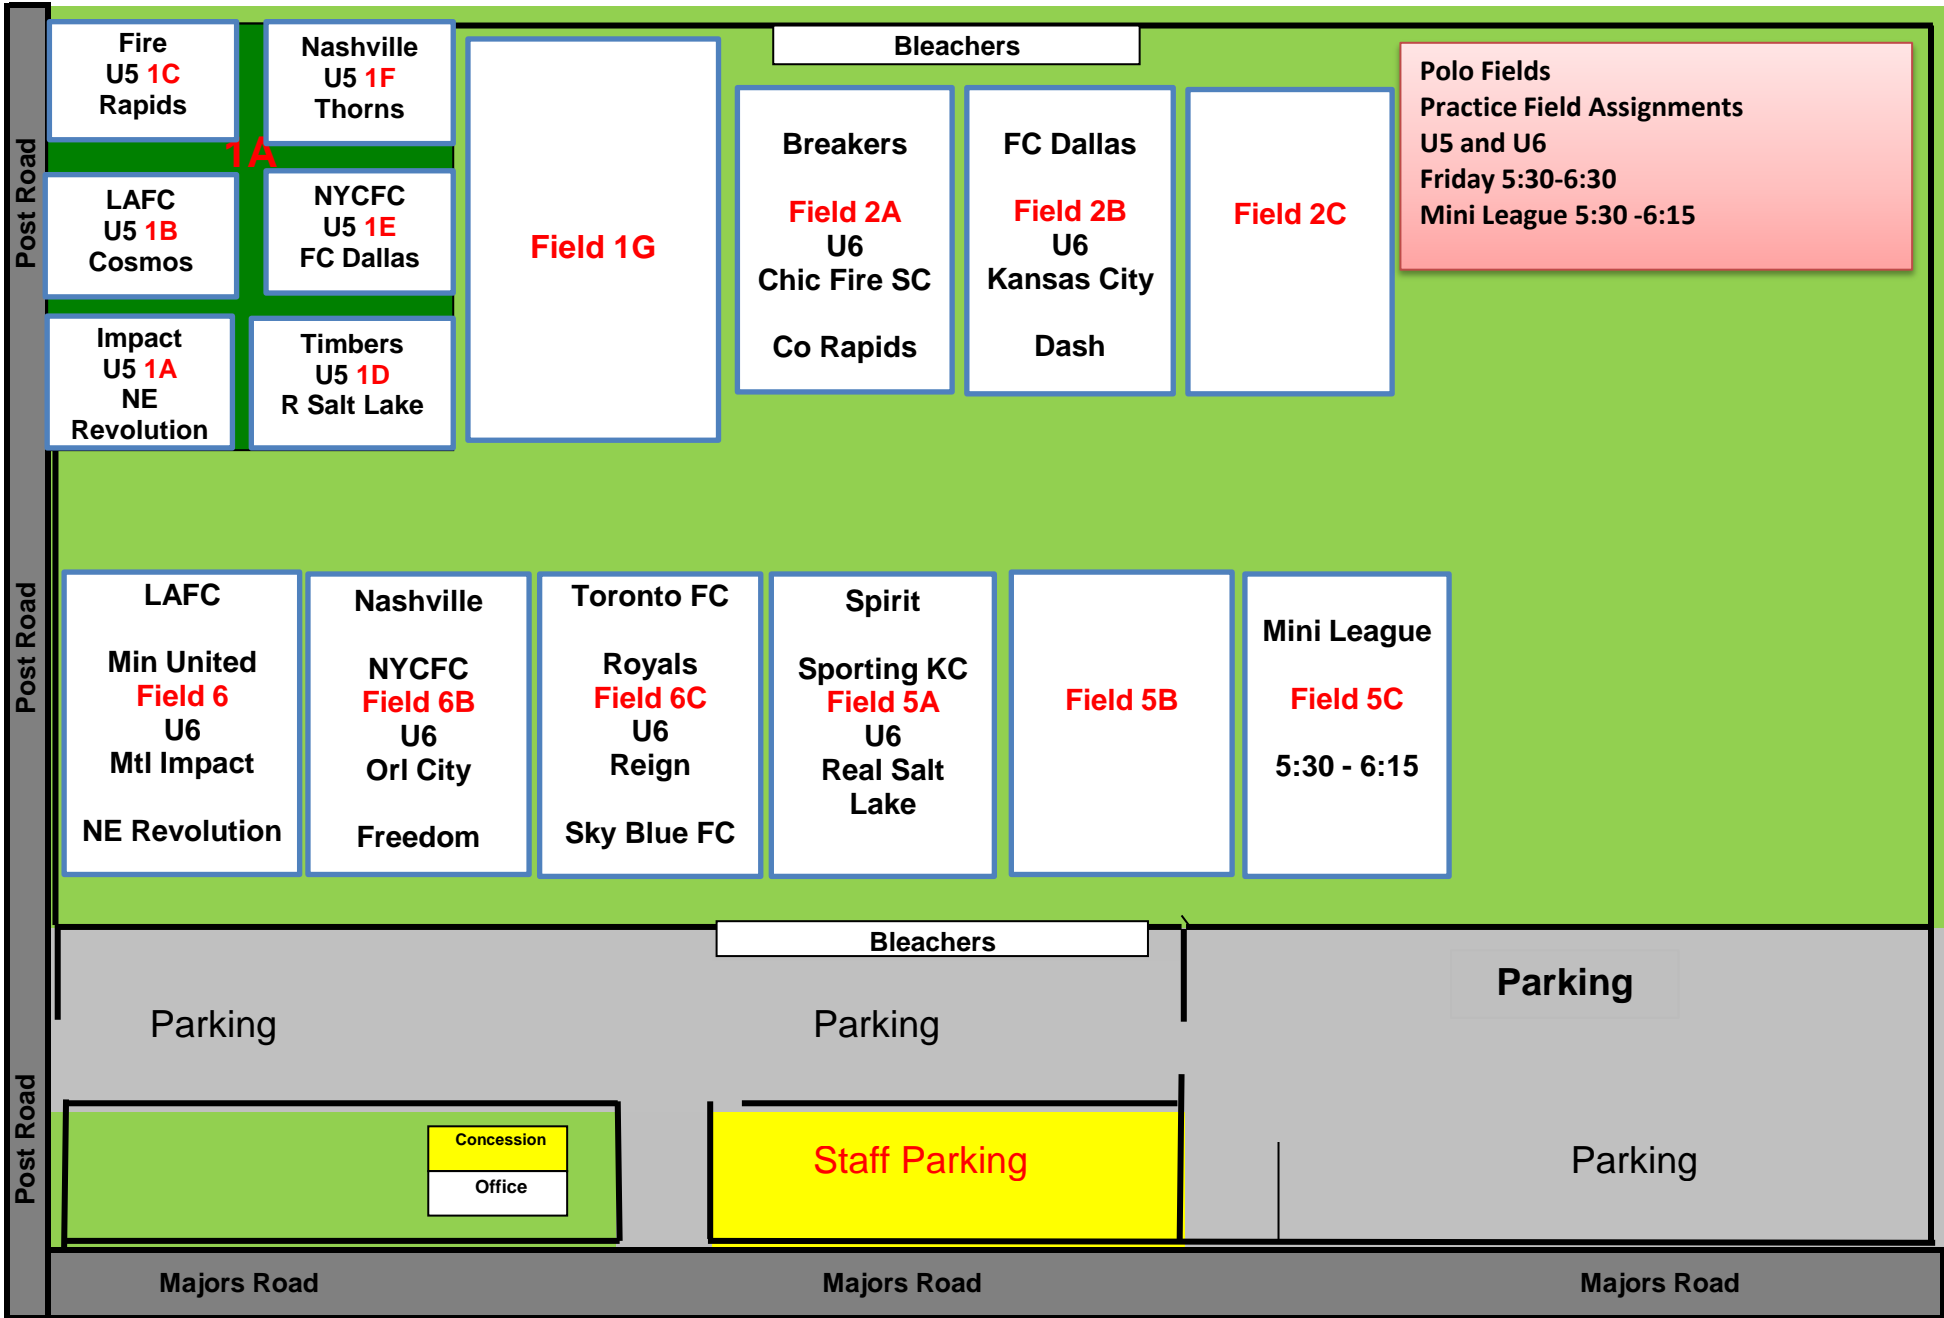 Fire
U5 1C
Rapids
Nashville
U5 1F
Thorns
1A
LAFC
U5 1B
Cosmos
NYCFC
U5 1E
FC Dallas
Impact
U5 1A
NE
Revolution
Timbers
U5 1D
R Salt Lake
Field 1G
Bleachers
Breakers
Field 2A
U6
Chic Fire SC
Co Rapids
FC Dallas
Field 2B
U6
Kansas City
Dash
Field 2C
Polo Fields
Practice Field Assignments
U5 and U6
Friday 5:30-6:30
Mini League 5:30 -6:15
Post Road
Post Road
Post Road
LAFC
Min United
Field 6
U6
Mtl Impact
NE Revolution
Nashville
NYCFC
Field 6B
U6
Orl City
Freedom
Toronto FC
Royals
Field 6C
U6
Reign
Sky Blue FC
Spirit
Sporting KC
Field 5A
U6
Real Salt
Lake
Field 5B
Mini League
Field 5C
5:30 - 6:15
Bleachers
Parking
Parking
Parking
Concession
Office
Staff Parking
Parking
Majors Road
Majors Road
Majors Road